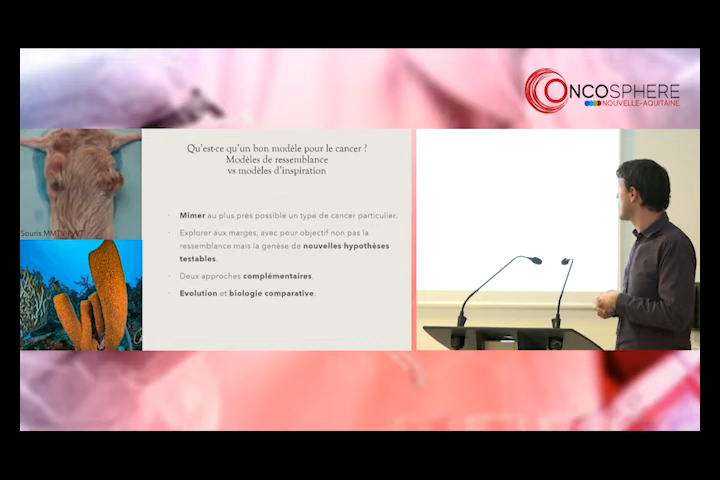 ONCOSPHERE
NOUVELLE-AQUITAINE
Qu'est-ce qu'un bon modèle pour le cancer ?
Modèles de ressemblance
vs modèles d'inspiration
· Mimer au plus près possible un type de cancer particulier.
· Explorer aux marges, avec pour objectif non pas la
ressemblance mais la genèse de nouvelles hypothèses
testables.
· Deux approches complémentaires.
· Evolution et biologie comparative.
Souris MMTV-PyVT